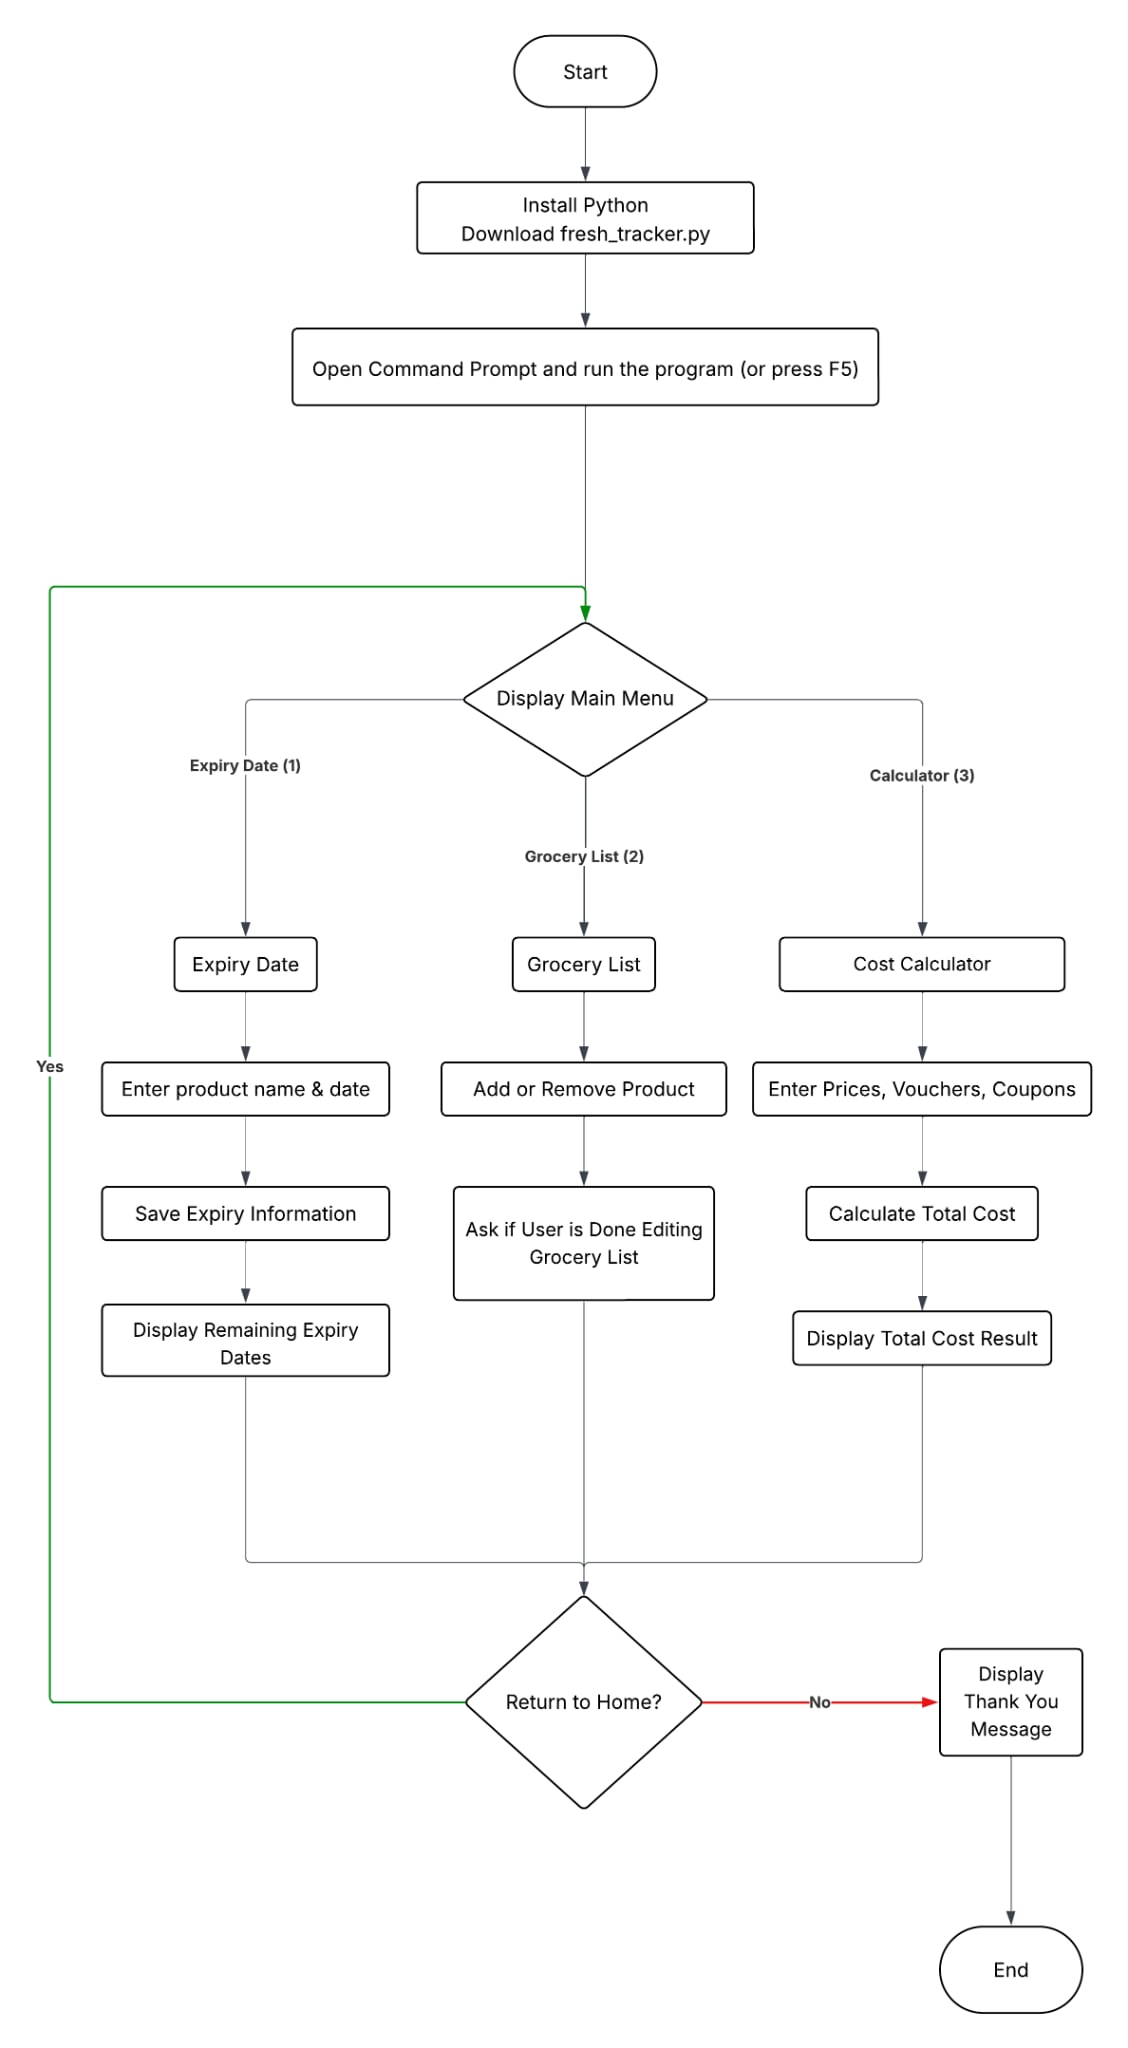 Start
Install Python
Download fresh_tracker.py
Open Command Prompt and run the program (or press F5)
Display Main Menu
Expiry Date (1)
Calculator (3)
Grocery List (2)
Expiry Date
Grocery List
Cost Calculator
Yes
Enter product name & date
Add or Remove Product
Enter Prices, Vouchers, Coupons
Save Expiry Information
Ask if User is Done Editing
Grocery List
Calculate Total Cost
Display Remaining Expiry
Dates
Display Total Cost Result
Return to Home?
No
Display
Thank You
Message
End